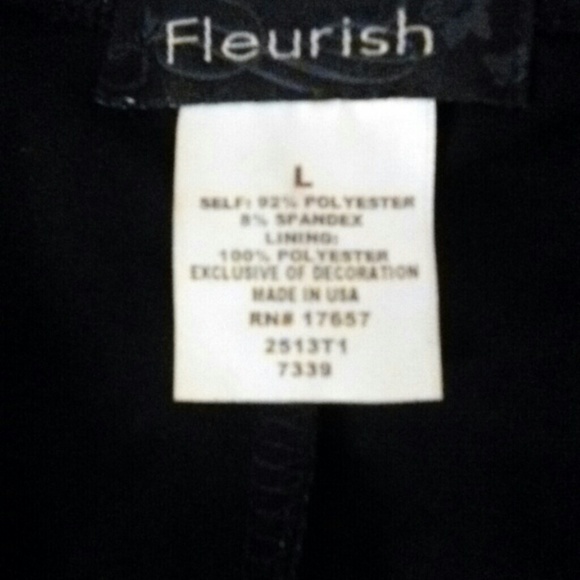 Fleurish
L
SELF: 92% POLYESTER
8% SPANDEX
LINING:
100% POLYESTER
EXCLUSIVE OF DECORATION
MADE IN USA
RN# 17657
2513T1
7339